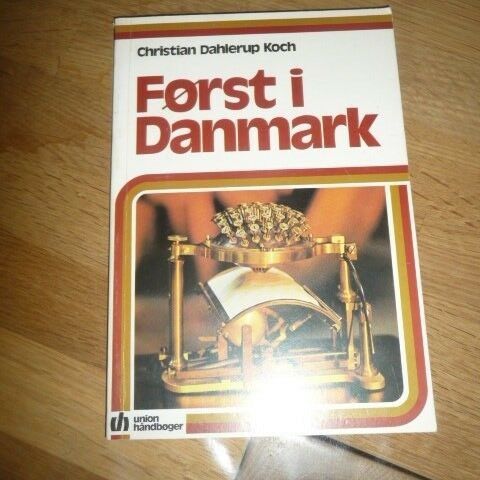 Christian Dahlerup Koch
Først i
Danmark
union
håndbøger